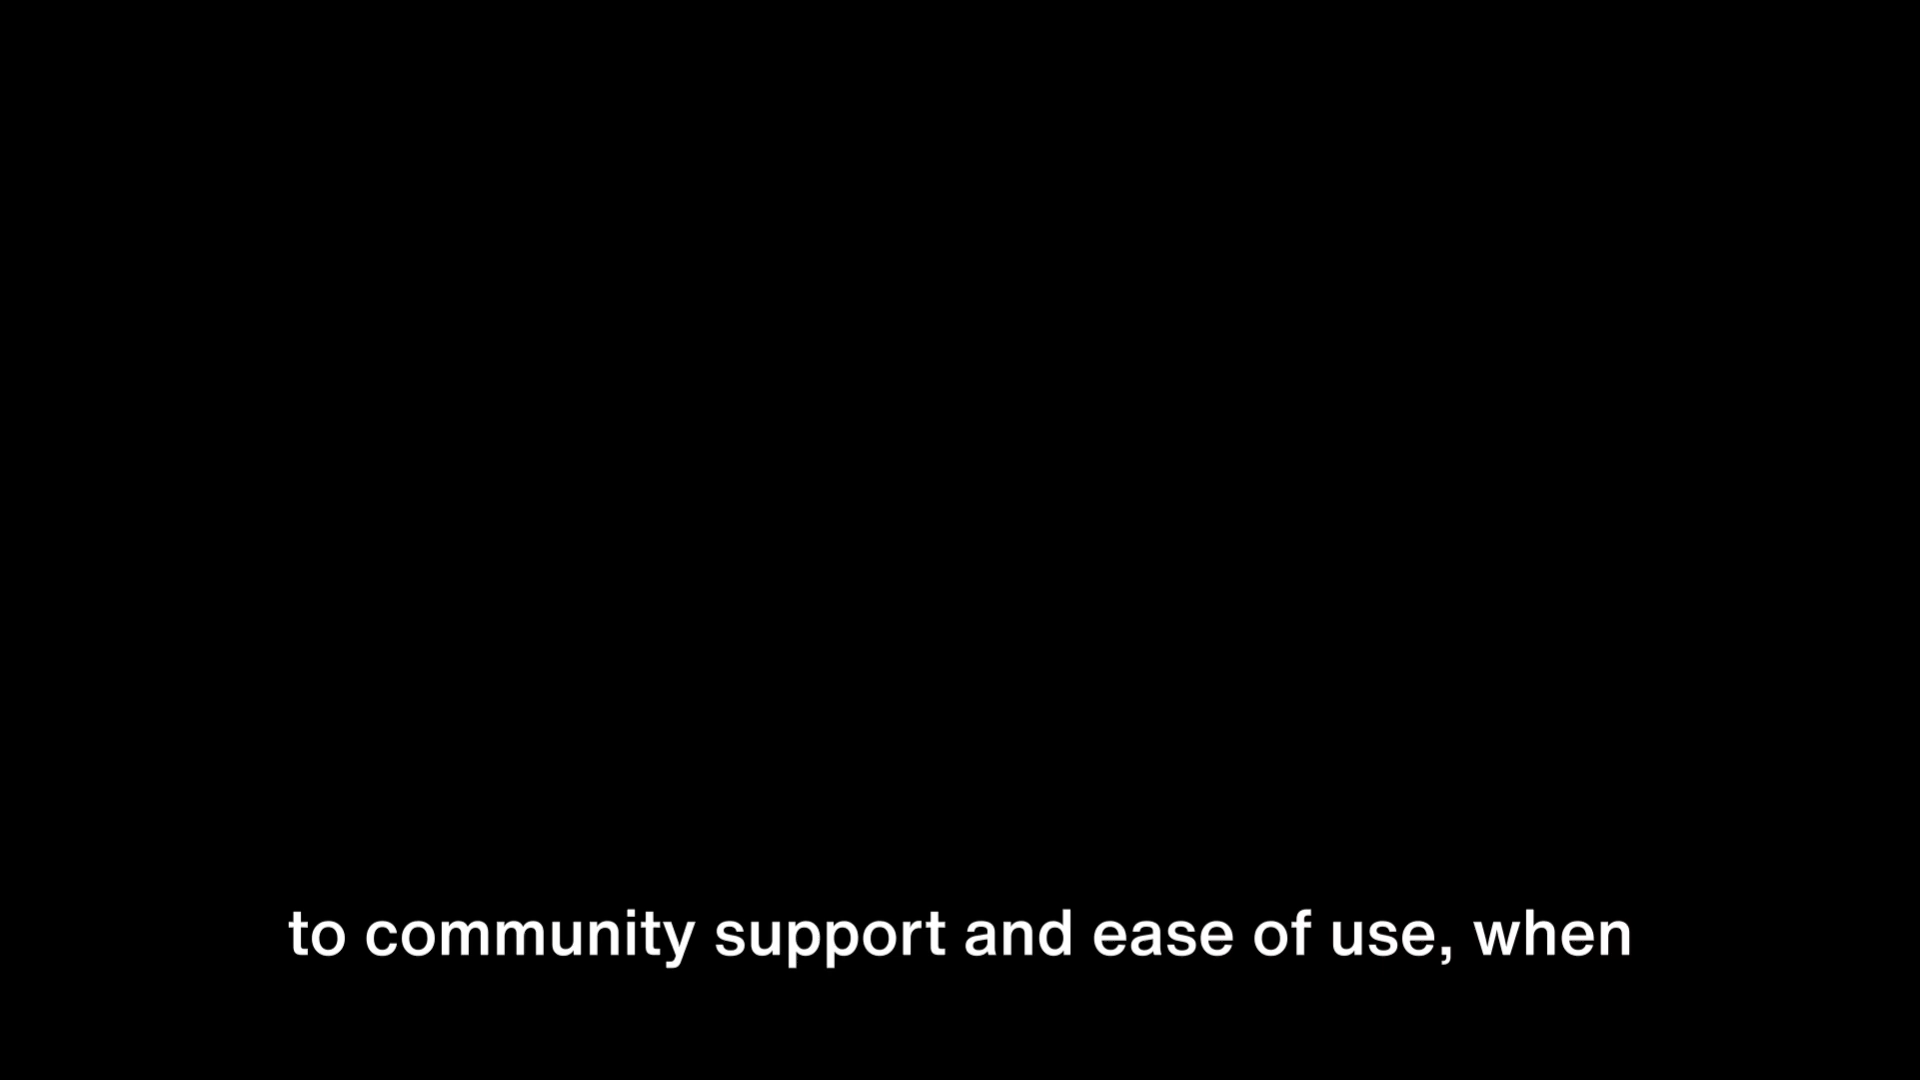 to community support and ease of use, when